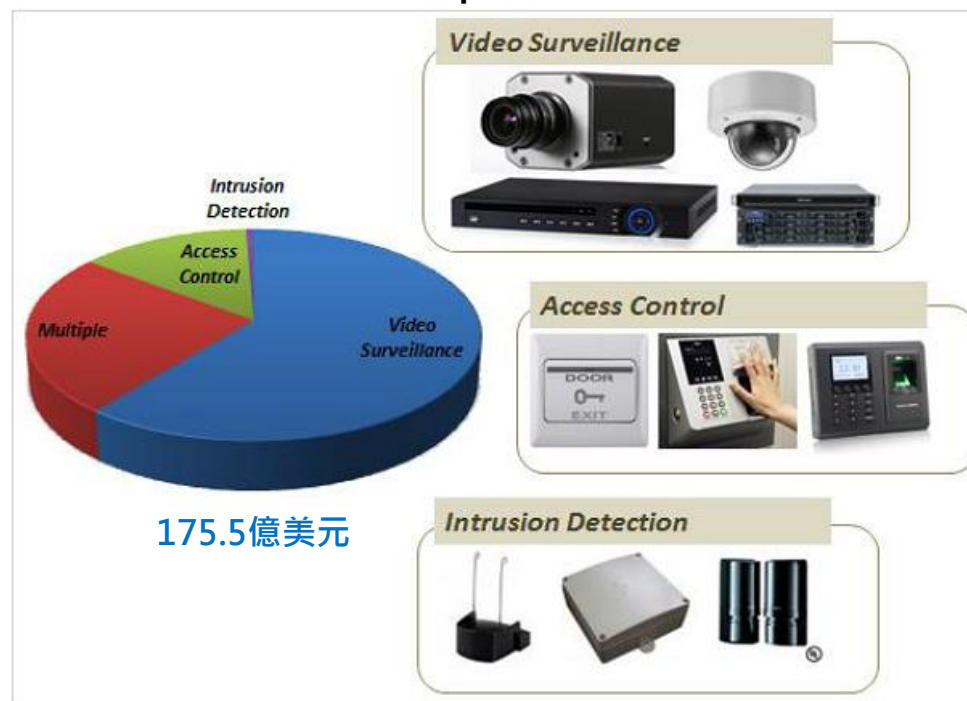 Video Surveillance
Intrusion
Detection
Access
Control
Multiple
Video
Surveillance
175.5億美元
Access Control
DOOR
EXIT
Intrusion Detection